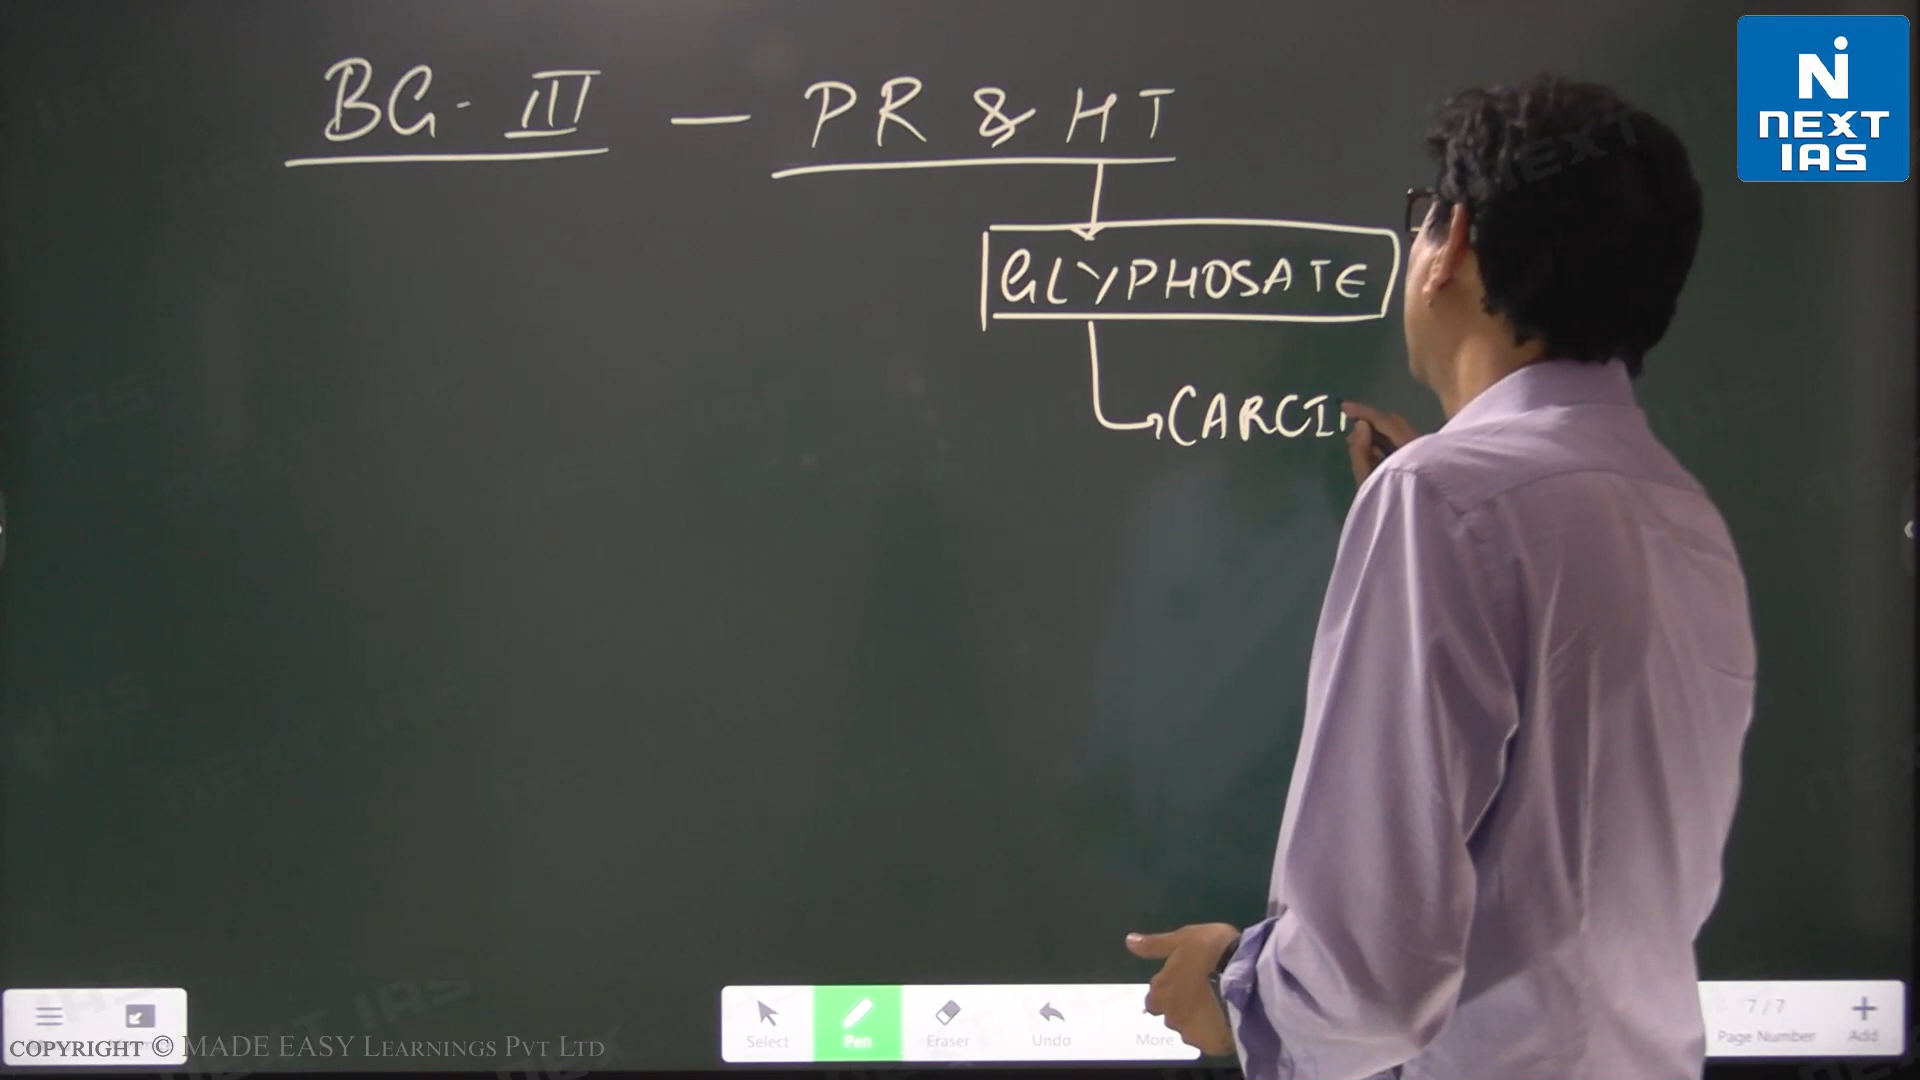 BG-III — PR & HT
GLYPHOSATE
CARCIN
NEXT
IAS
Select
Pen
Eraser
Undo
More
7/7
Page Number
Add
COPYRIGHT © MADE EASY LEARNINGS PVT LTD